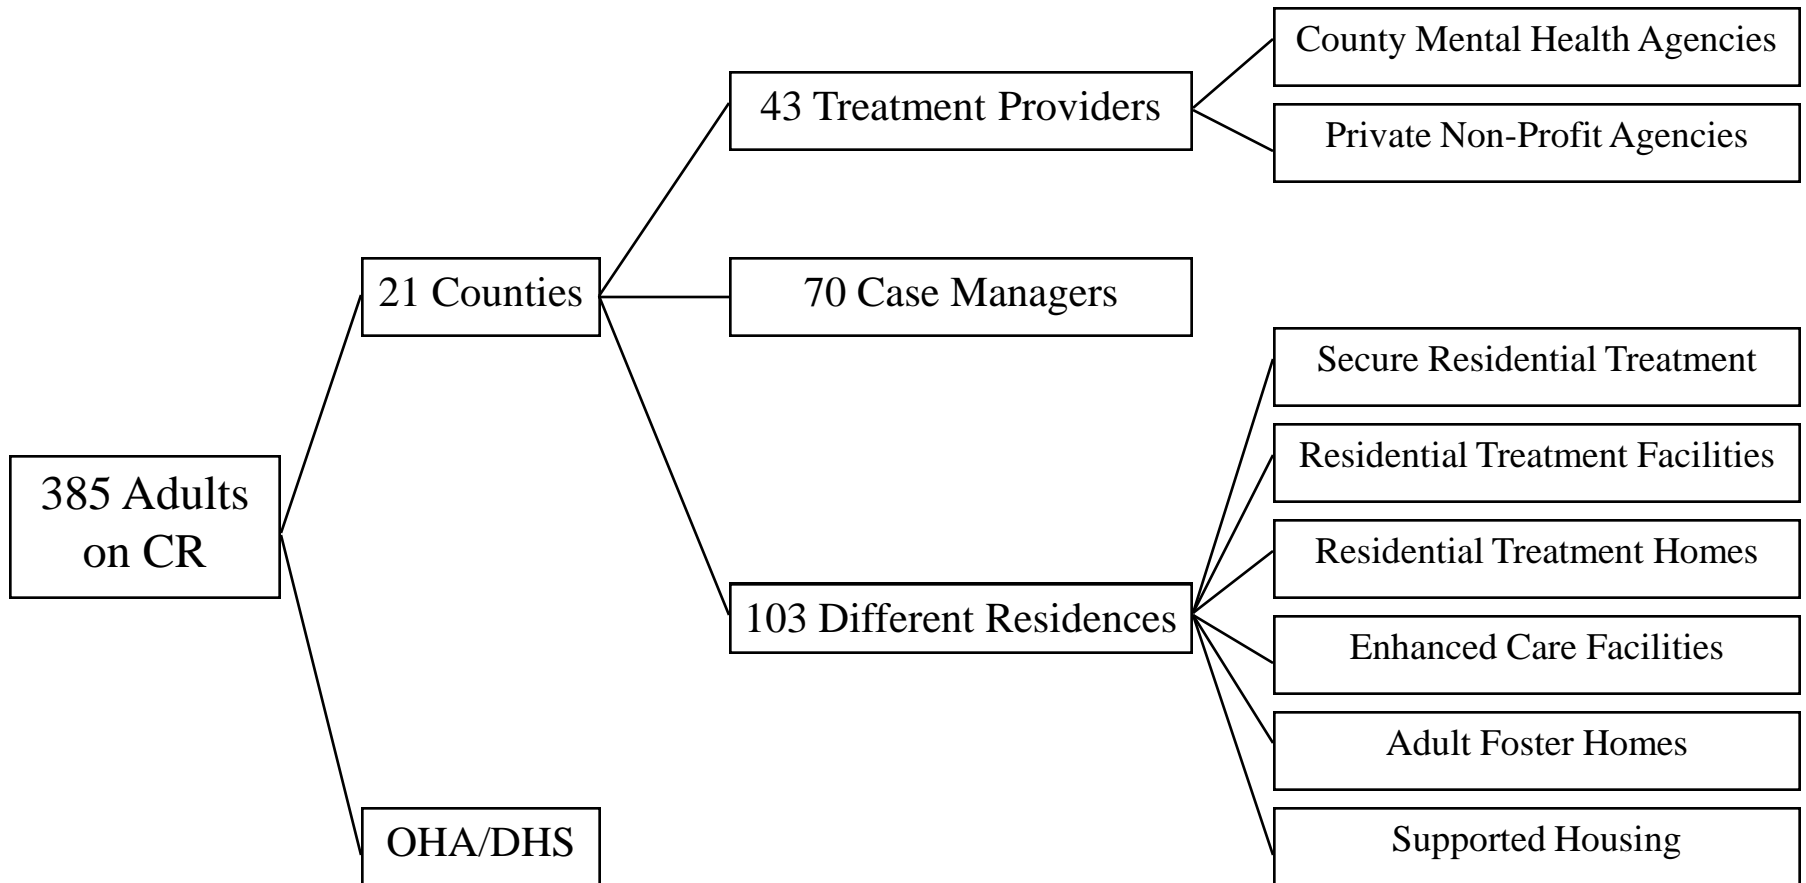 385 Adults
on CR
21 Counties
OHA/DHS
43 Treatment Providers
70 Case Managers
103 Different Residences
County Mental Health Agencies
Private Non-Profit Agencies
Secure Residential Treatment
Residential Treatment Facilities
Residential Treatment Homes
Enhanced Care Facilities
Adult Foster Homes
Supported Housing